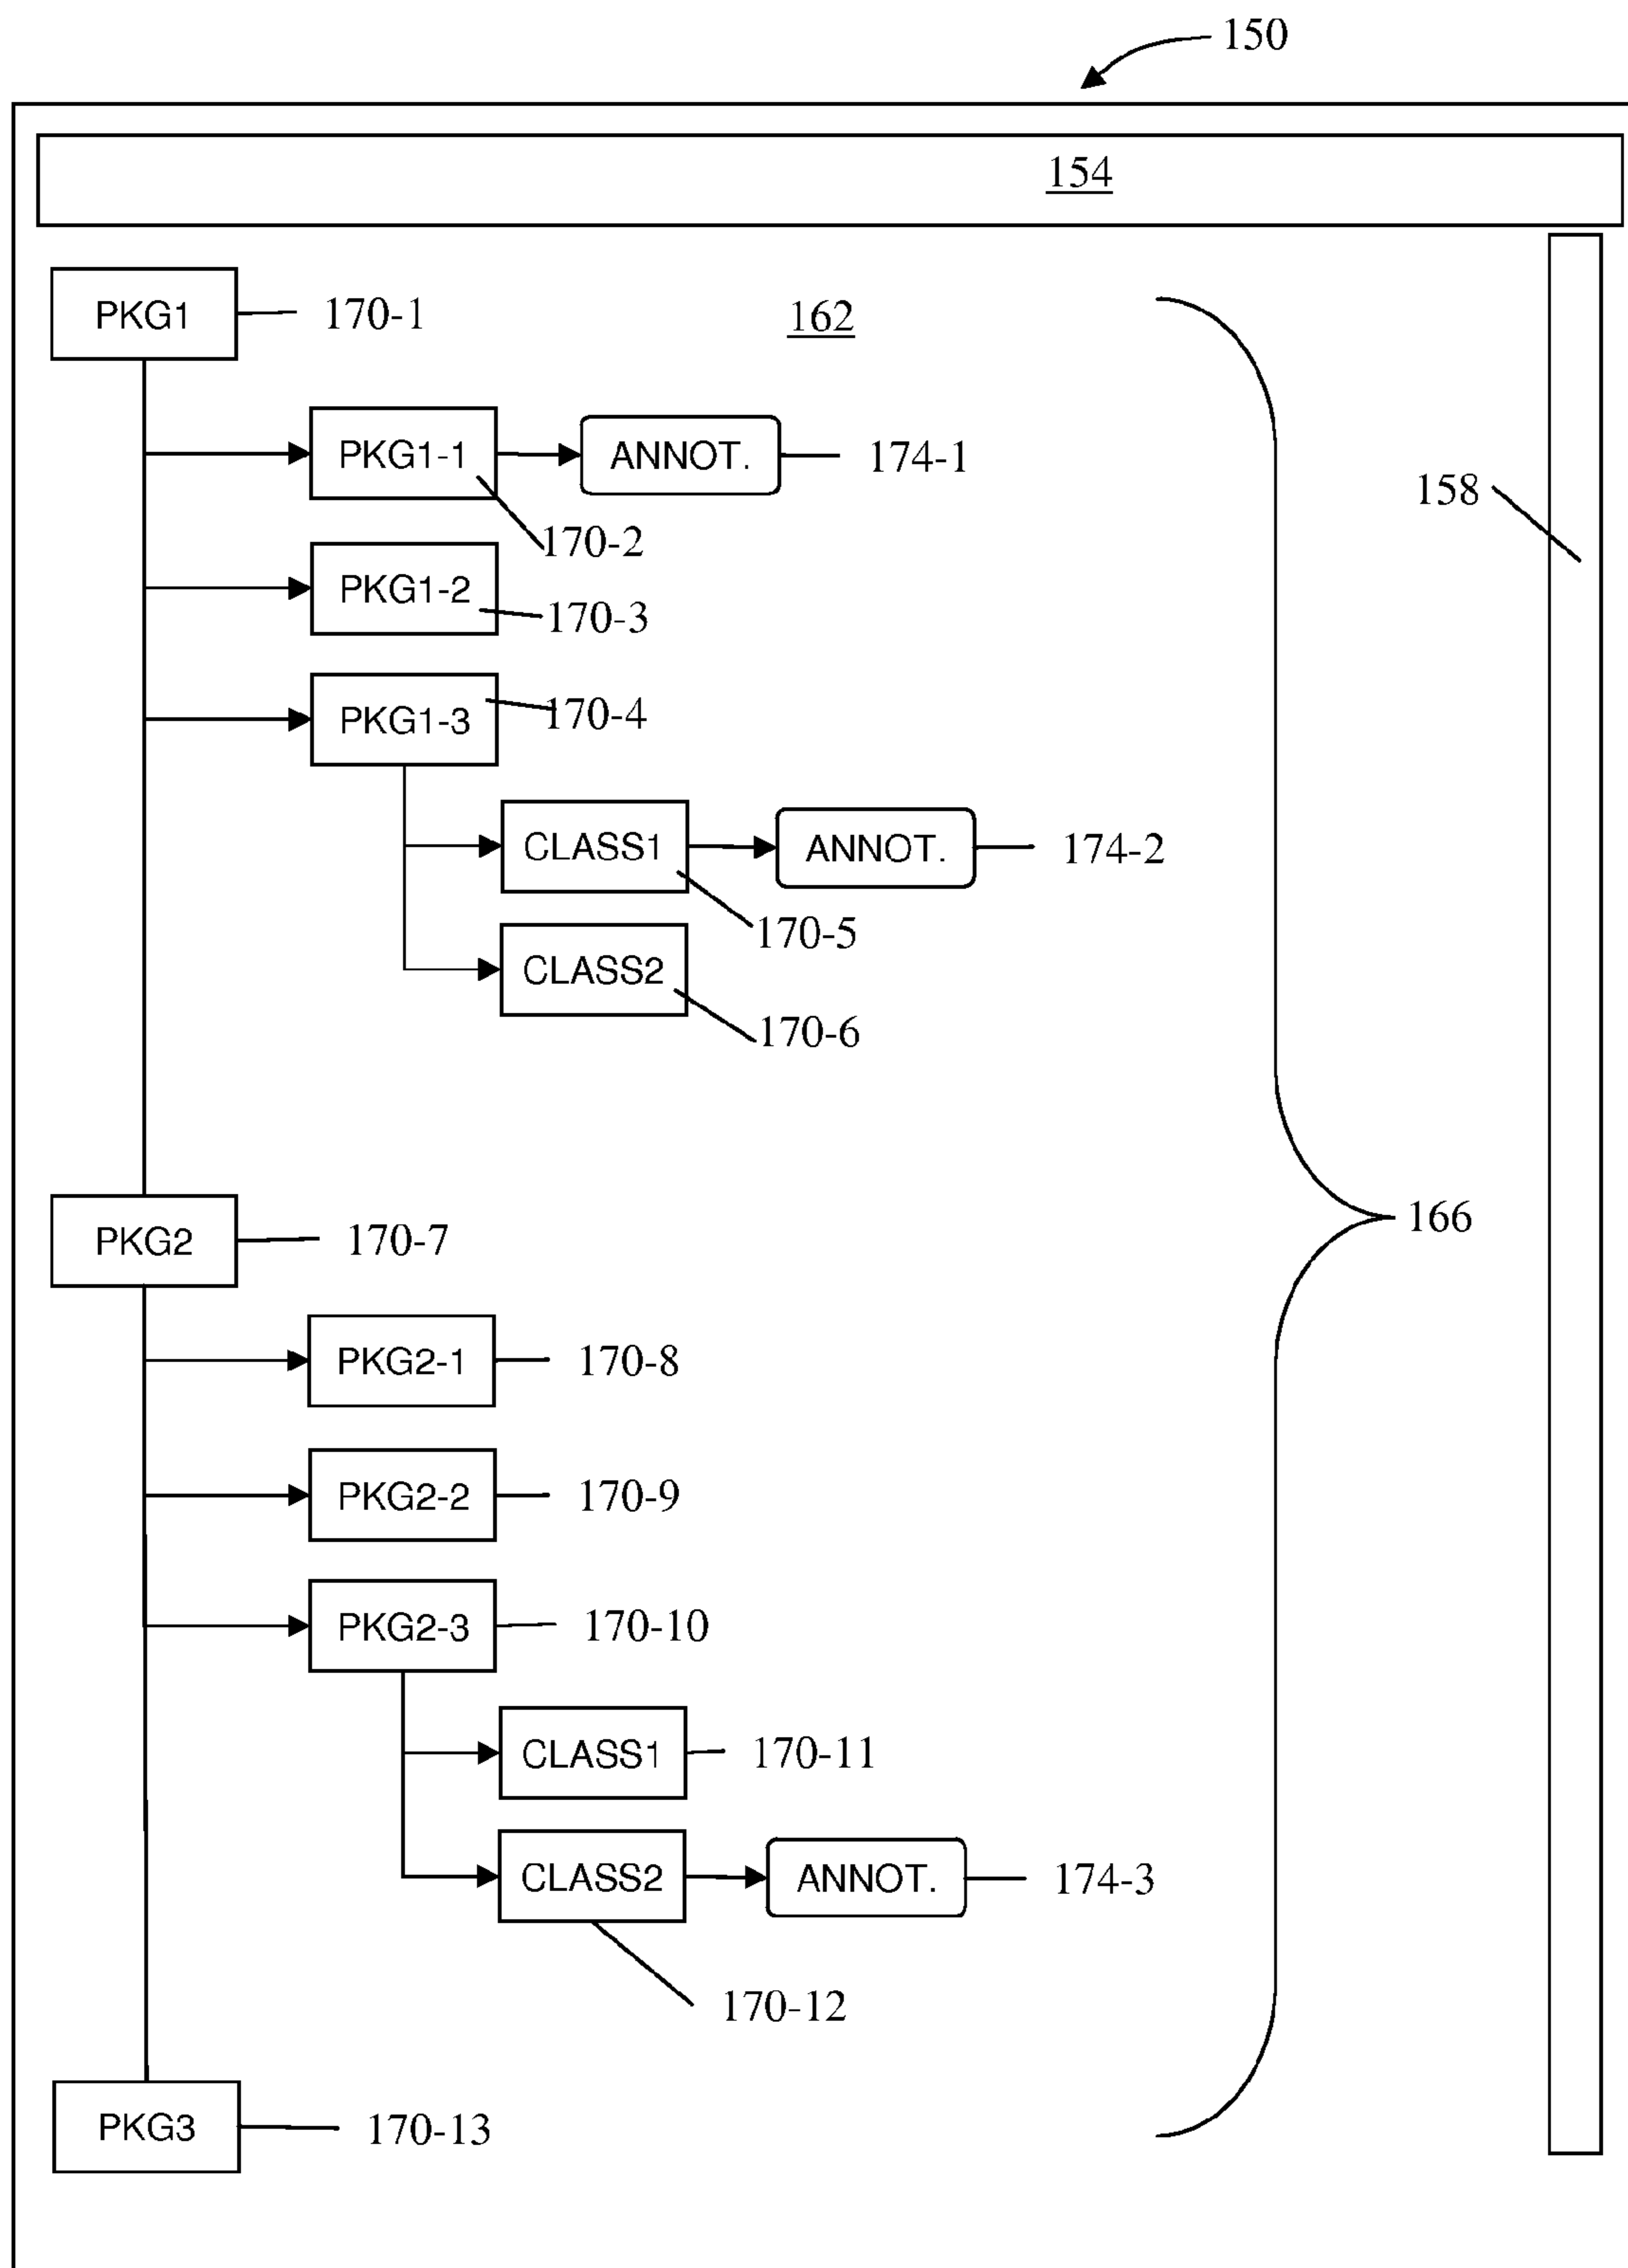 150
154
PKG1 170-1 162
PKG1-1 ANNOT. 174-1
158
170-2
PKG1-2
170-3
PKG1-3 170-4
CLASS1 ANNOT. 174-2
170-5
CLASS2
170-6
166
PKG2 170-7
PKG2-1 170-8
PKG2-2 170-9
PKG2-3 170-10
CLASS1 170-11
CLASS2 ANNOT. 174-3
170-12
PKG3 170-13